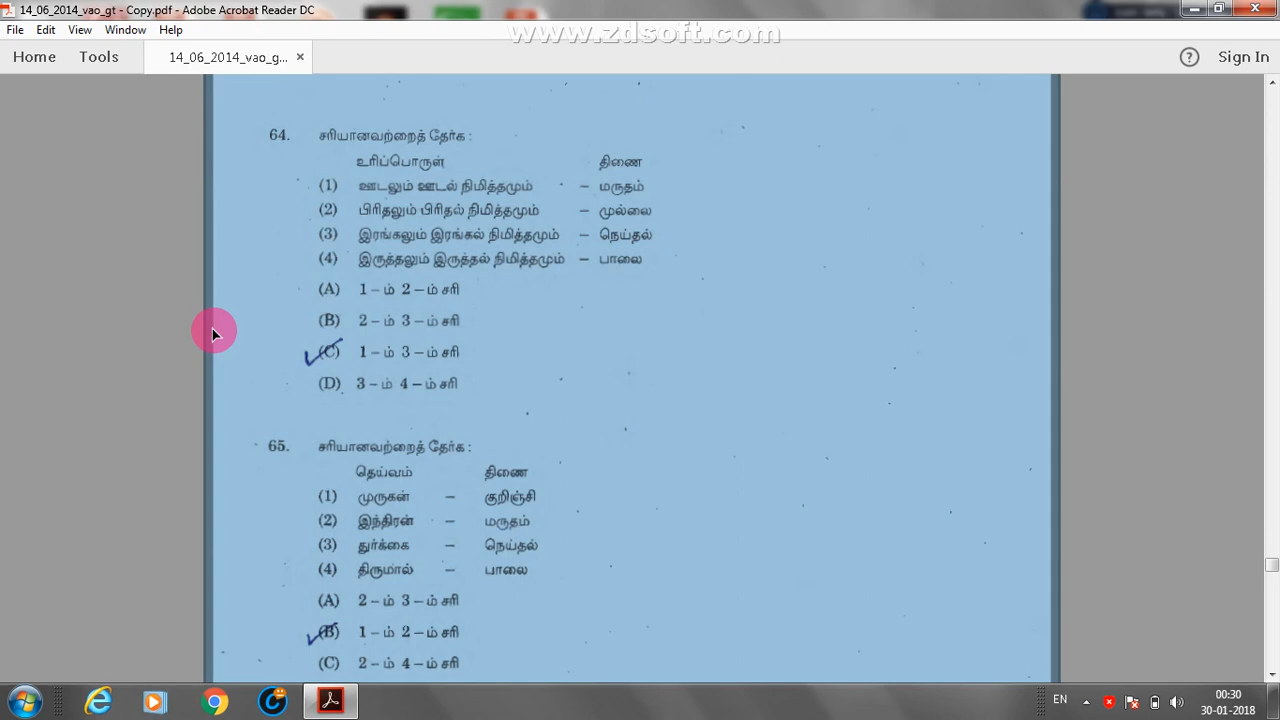 14_06_2014_vao_gt - Copy.pdf - Adobe Acrobat Reader DC
www.zdsoft.com
File Edit View Window Help
Home Tools 14_06_2014_vao_g... × Sign In
64. சரியானவற்றைத் தேர்க :
உரிப்பொருள் திணை
(1) ஊடலும் ஊடல் நிமித்தமும் – மருதம்
(2) பிரிதலும் பிரிதல் நிமித்தமும் – முல்லை
(3) இரங்கலும் இரங்கல் நிமித்தமும் – நெய்தல்
(4) இருத்தலும் இருத்தல் நிமித்தமும் – பாலை
(A) 1 – ம் 2 – ம் சரி
(B) 2 – ம் 3 – ம் சரி
(C) 1 – ம் 3 – ம் சரி
(D) 3 – ம் 4 – ம் சரி
65. சரியானவற்றைத் தேர்க :
தெய்வம் திணை
(1) முருகன் – குறிஞ்சி
(2) இந்திரன் – மருதம்
(3) துர்க்கை – நெய்தல்
(4) திருமால் – பாலை
(A) 2 – ம் 3 – ம் சரி
(B) 1 – ம் 2 – ம் சரி
(C) 2 – ம் 4 – ம் சரி
EN 00:30
30-01-2018